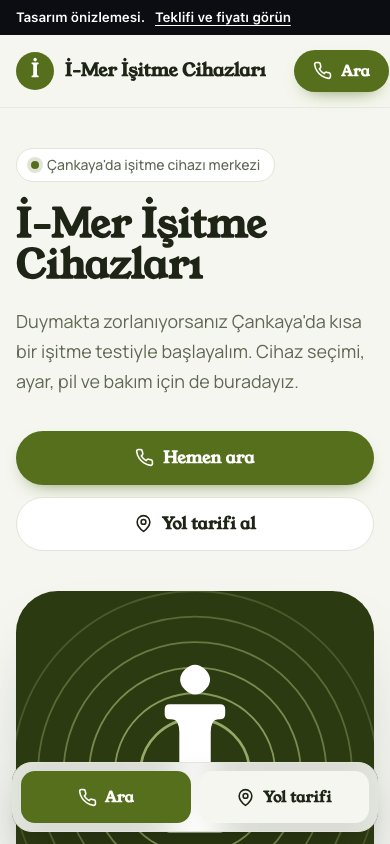 Tasarım önizlemesi. Teklifi ve fiyatı görün
İ İ-Mer İşitme Cihazları Ara
Çankaya'da işitme cihazı merkezi
İ-Mer İşitme
Cihazları
Duymakta zorlanıyorsanız Çankaya'da kısa
bir işitme testiyle başlayalım. Cihaz seçimi,
ayar, pil ve bakım için de buradayız.
Hemen ara
Yol tarifi al
i
Ara Yol tarifi